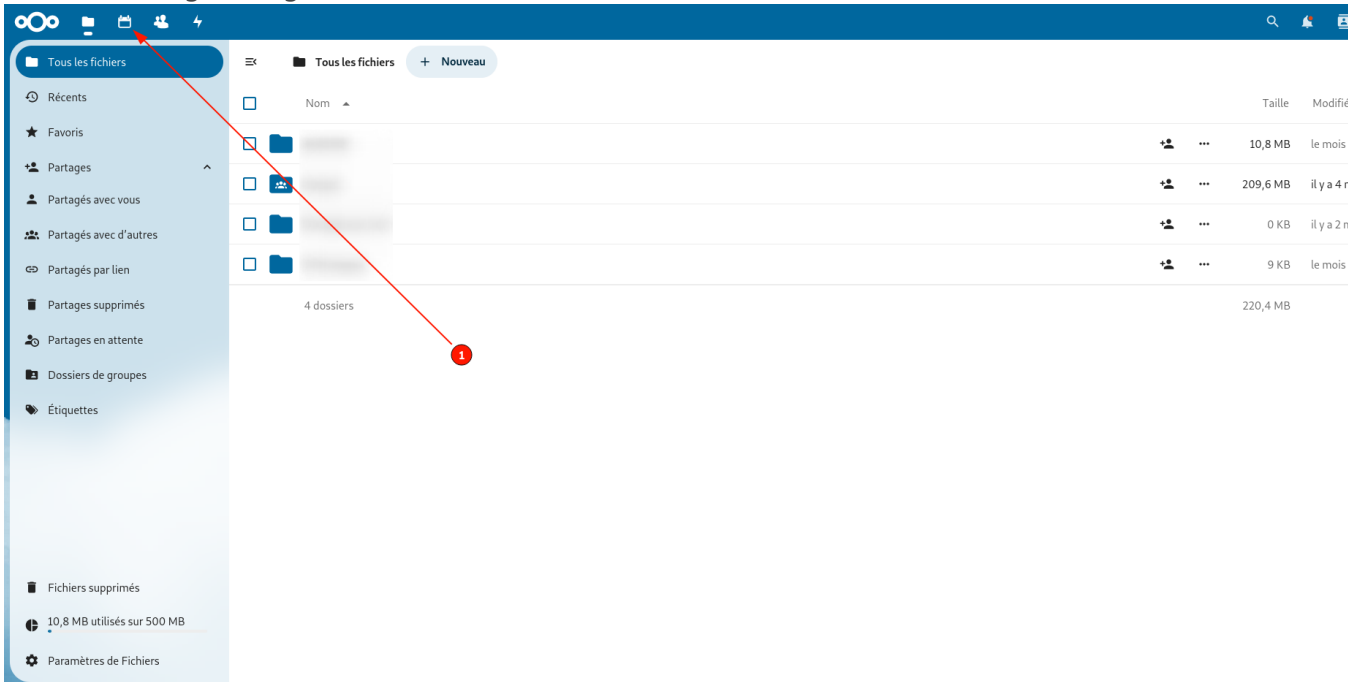 Tous les fichiers
Tous les fichiers
+ Nouveau
Récents
Favoris
Partages
Partagés avec vous
Partagés avec d'autres
Partagés par lien
Partages supprimés
Partages en attente
Dossiers de groupes
Étiquettes
Fichiers supprimés
10,8 MB utilisés sur 500 MB
Paramètres de Fichiers
Nom Taille Modifié
10,8 MB le mois
209,6 MB il y a 4
0 KB il y a 2
9 KB le mois
4 dossiers 220,4 MB
1